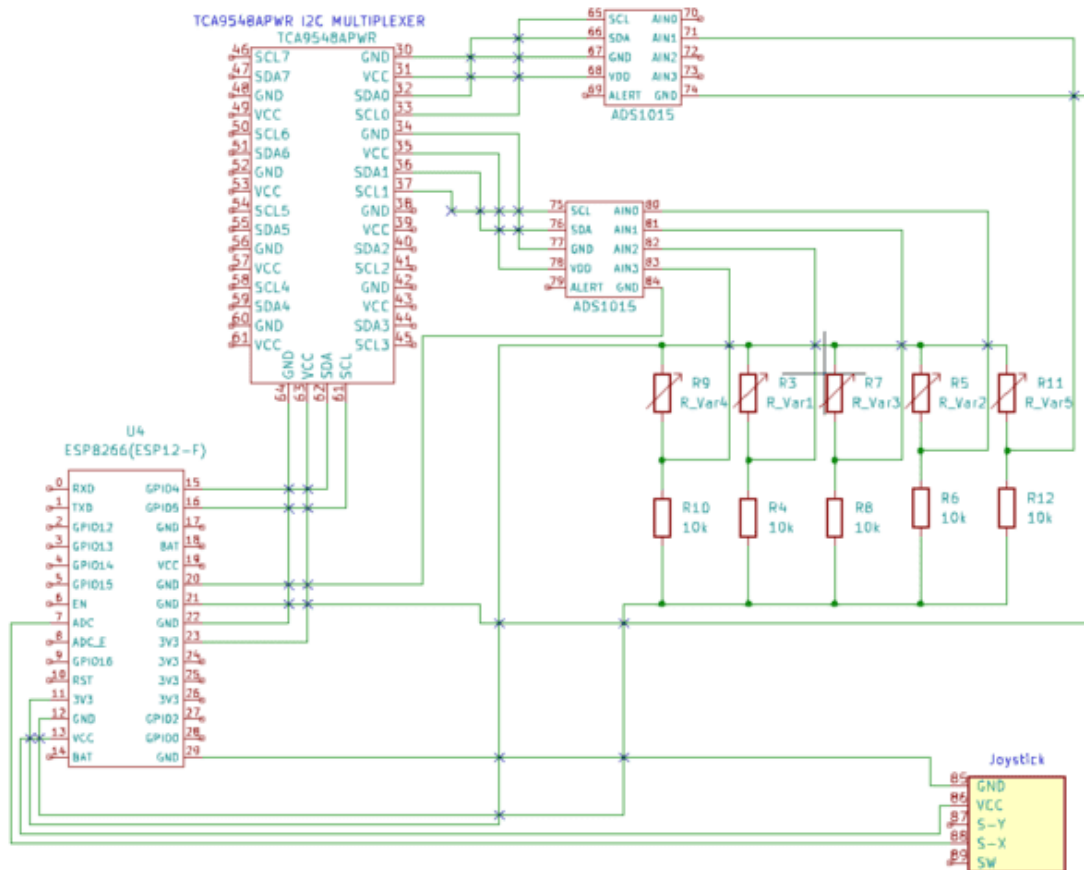 TCA9548APWR I2C MULTIPLEXER
TCA9548APWR
46 SCL7 GND 30
47 SDA7 VCC 31
48 GND SDA0 32
49 VCC SCL0 33
50 SCL6 GND 34
51 SDA6 VCC 35
52 GND SDA1 36
53 VCC SCL1 37
54 SCL5 GND 38
55 SDA5 VCC 39
56 GND SDA2 40
57 VCC SCL2 41
58 SCL4 GND 42
59 SDA4 VCC 43
60 GND SDA3 44
61 VCC SCL3 45
GND VCC SDA SCL
64 63 62 61
65 SCL AIN0 70
66 SDA AIN1 71
67 GND AIN2 72
68 VDD AIN3 73
69 ALERT GND 74
ADS1015
75 SCL AIN0 80
76 SDA AIN1 81
77 GND AIN2 82
78 VDD AIN3 83
79 ALERT GND 84
ADS1015
R9 R3 R7 R5 R11
R_Var4 R_Var1 R_Var3 R_Var2 R_Var5
R10 R4 R8 R6 R12
10k 10k 10k 10k 10k
U4
ESP8266(ESP12-F)
0 RXD GPIO4 15
1 TXD GPIO5 16
2 GPIO12 GND 17
3 GPIO13 BAT 18
4 GPIO14 VCC 19
5 GPIO15 GND 20
6 EN GND 21
7 ADC GND 22
8 ADC_E 3V3 23
9 GPIO16 3V3 24
10 RST 3V3 25
11 3V3 3V3 26
12 GND GPIO2 27
13 VCC GPIO0 28
14 BAT GND 29
Joystick
85 GND
86 VCC
87 S-Y
88 S-X
89 SW